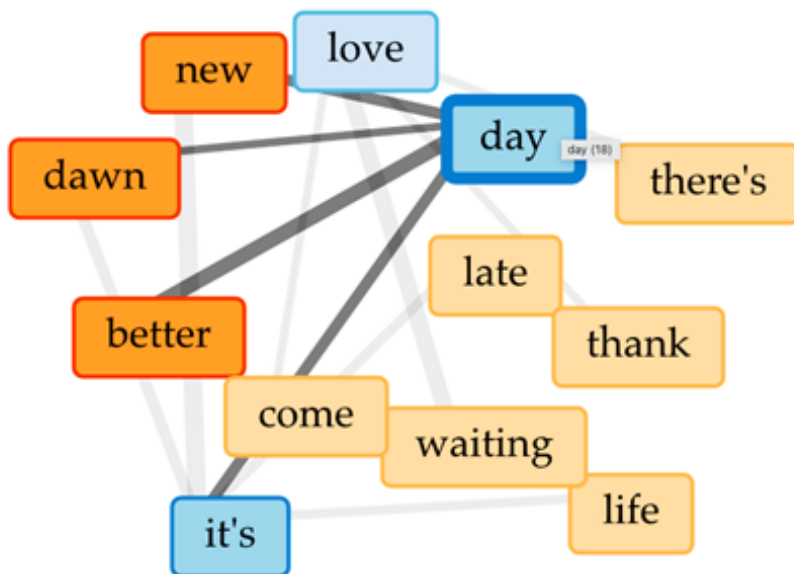 love
new
day
day (18)
dawn
there's
late
better
thank
come
waiting
life
it's